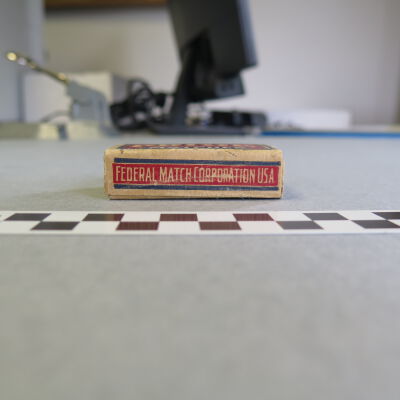 FEDERAL MATCH CORPORATION USA